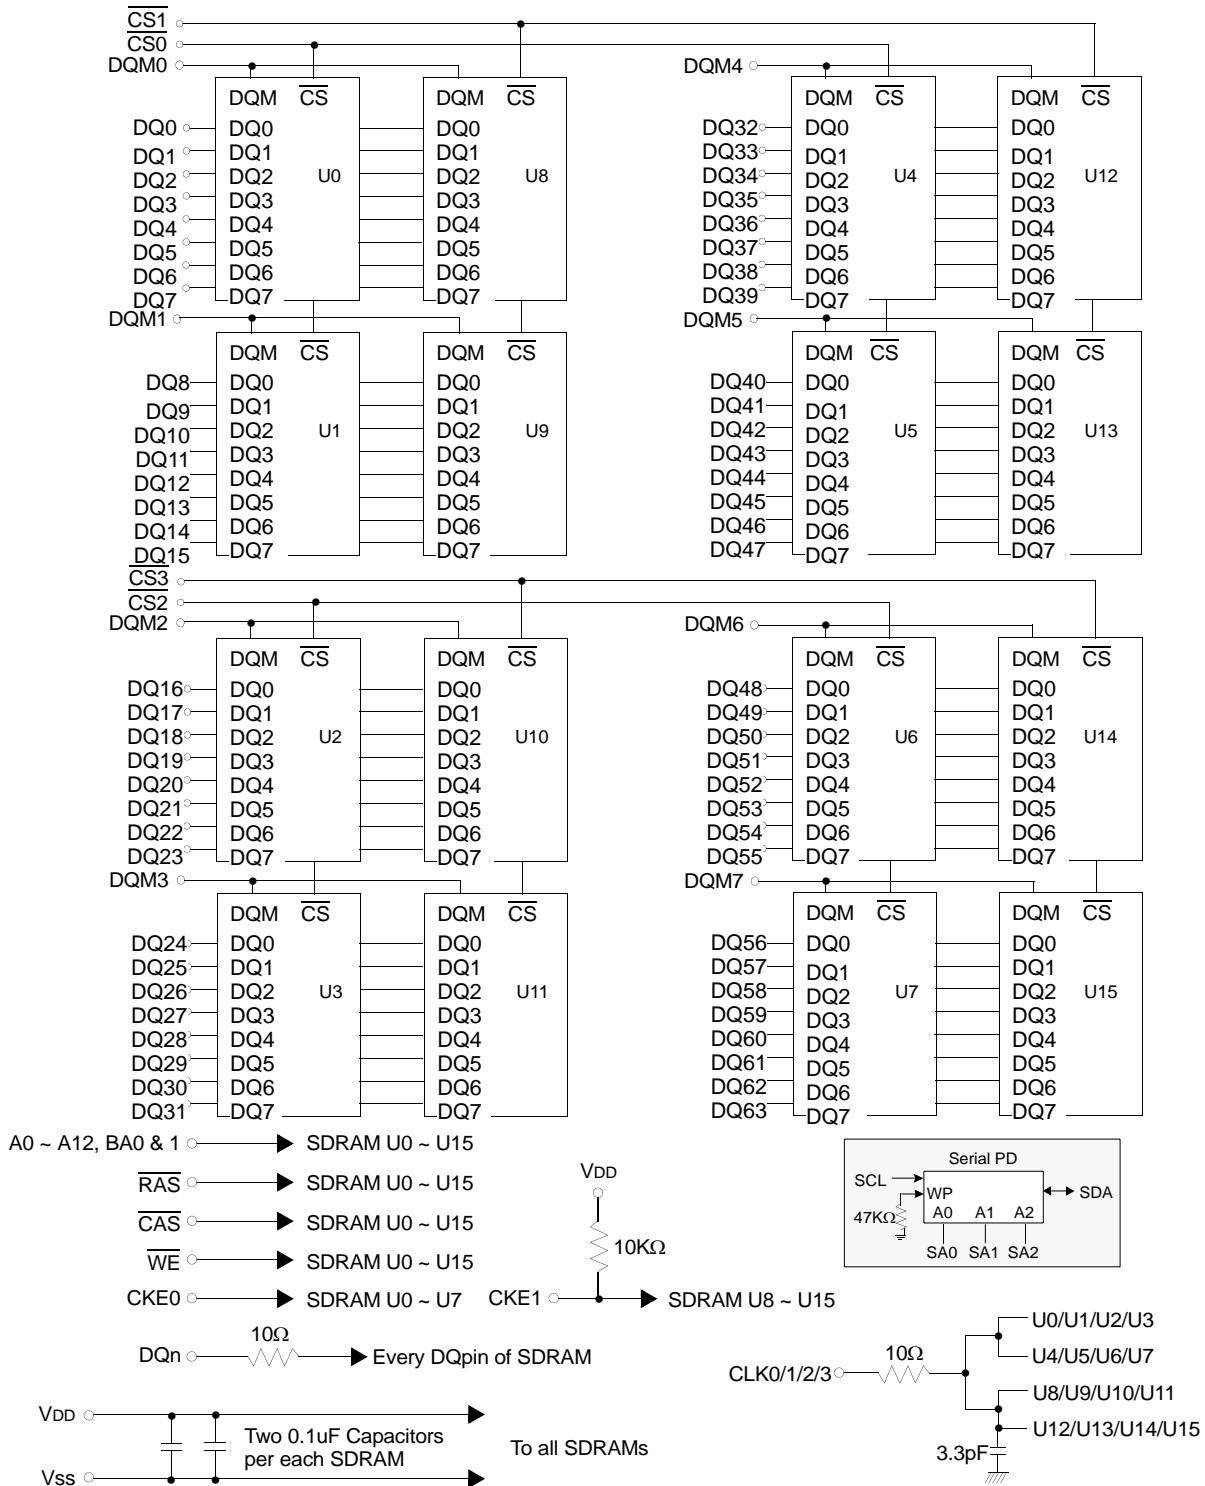 CS1
CS0
DQM0 DQM4
DQM CS DQM CS DQM CS DQM CS
DQ0 DQ0 DQ0 DQ32 DQ0 DQ0
DQ1 DQ1 DQ1 DQ33 DQ1 DQ1
DQ2 DQ2 U0 DQ2 U8 DQ34 DQ2 U4 DQ2 U12
DQ3 DQ3 DQ3 DQ35 DQ3 DQ3
DQ4 DQ4 DQ4 DQ36 DQ4 DQ4
DQ5 DQ5 DQ5 DQ37 DQ5 DQ5
DQ6 DQ6 DQ6 DQ38 DQ6 DQ6
DQ7 DQ7 DQ7 DQ39 DQ7 DQ7
DQM1 DQM5
DQM CS DQM CS DQM CS DQM CS
DQ8 DQ0 DQ0 DQ40 DQ0 DQ0
DQ9 DQ1 DQ1 DQ41 DQ1 DQ1
DQ10 DQ2 U1 DQ2 U9 DQ42 DQ2 U5 DQ2 U13
DQ11 DQ3 DQ3 DQ43 DQ3 DQ3
DQ12 DQ4 DQ4 DQ44 DQ4 DQ4
DQ13 DQ5 DQ5 DQ45 DQ5 DQ5
DQ14 DQ6 DQ6 DQ46 DQ6 DQ6
DQ15 DQ7 DQ7 DQ47 DQ7 DQ7
CS3
CS2
DQM2 DQM6
DQM CS DQM CS DQM CS DQM CS
DQ16 DQ0 DQ0 DQ48 DQ0 DQ0
DQ17 DQ1 DQ1 DQ49 DQ1 DQ1
DQ18 DQ2 U2 DQ2 U10 DQ50 DQ2 U6 DQ2 U14
DQ19 DQ3 DQ3 DQ51 DQ3 DQ3
DQ20 DQ4 DQ4 DQ52 DQ4 DQ4
DQ21 DQ5 DQ5 DQ53 DQ5 DQ5
DQ22 DQ6 DQ6 DQ54 DQ6 DQ6
DQ23 DQ7 DQ7 DQ55 DQ7 DQ7
DQM3 DQM7
DQM CS DQM CS DQM CS DQM CS
DQ24 DQ0 DQ0 DQ56 DQ0 DQ0
DQ25 DQ1 DQ1 DQ57 DQ1 DQ1
DQ26 DQ2 U3 DQ2 U11 DQ58 DQ2 U7 DQ2 U15
DQ27 DQ3 DQ3 DQ59 DQ3 DQ3
DQ28 DQ4 DQ4 DQ60 DQ4 DQ4
DQ29 DQ5 DQ5 DQ61 DQ5 DQ5
DQ30 DQ6 DQ6 DQ62 DQ6 DQ6
DQ31 DQ7 DQ7 DQ63 DQ7 DQ7
A0 ~ A12, BA0 & 1 SDRAM U0 ~ U15
RAS SDRAM U0 ~ U15
CAS SDRAM U0 ~ U15
WE SDRAM U0 ~ U15
CKE0 SDRAM U0 ~ U7
VDD
10KΩ
CKE1 SDRAM U8 ~ U15
Serial PD
SCL
WP SDA
47KΩ A0 A1 A2
SA0 SA1 SA2
DQn 10Ω Every DQpin of SDRAM
CLK0/1/2/3 10Ω
U0/U1/U2/U3
U4/U5/U6/U7
U8/U9/U10/U11
U12/U13/U14/U15
3.3pF
VDD
Two 0.1uF Capacitors
per each SDRAM
To all SDRAMs
Vss